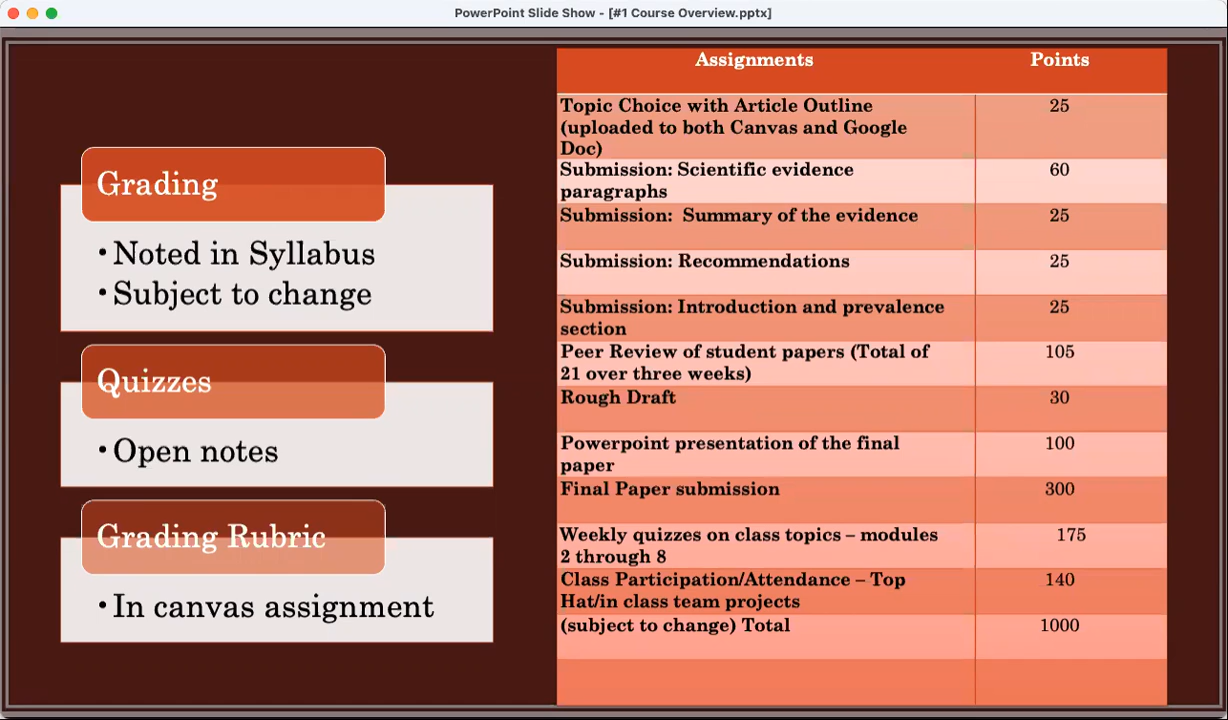 PowerPoint Slide Show - [#1 Course Overview.pptx]
Grading
•Noted in Syllabus
•Subject to change
Quizzes
•Open notes
Grading Rubric
•In canvas assignment
Assignments Points
Topic Choice with Article Outline 25
(uploaded to both Canvas and Google
Doc)
Submission: Scientific evidence 60
paragraphs
Submission:  Summary of the evidence 25
Submission: Recommendations 25
Submission: Introduction and prevalence 25
section
Peer Review of student papers (Total of 105
21 over three weeks)
Rough Draft 30
Powerpoint presentation of the final 100
paper
Final Paper submission 300
Weekly quizzes on class topics – modules 175
2 through 8
Class Participation/Attendance – Top 140
Hat/in class team projects
(subject to change) Total 1000